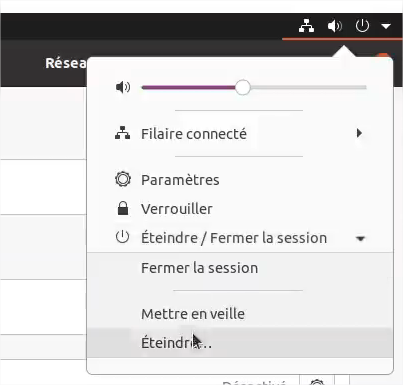 Résea
Filaire connecté
Paramètres
Verrouiller
Éteindre / Fermer la session
Fermer la session
Mettre en veille
Éteindre...
Désactivé